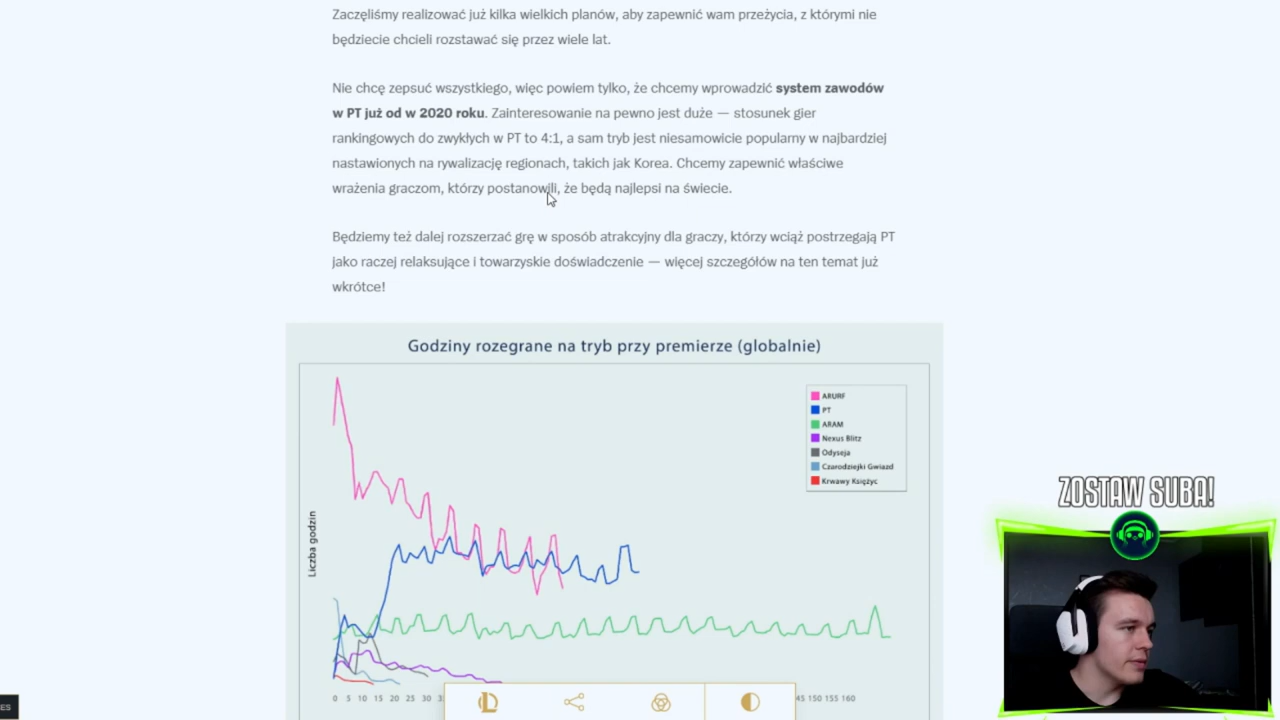 Zaczęliśmy realizować już kilka wielkich planów, aby zapewnić wam przeżycia, z którymi nie
będziecie chcieli rozstawać się przez wiele lat.
Nie chcę zepsuć wszystkiego, więc powiem tylko, że chcemy wprowadzić system zawodów
w PT już od w 2020 roku. Zainteresowanie na pewno jest duże — stosunek gier
rankingowych do zwykłych w PT to 4:1, a sam tryb jest niesamowicie popularny w najbardziej
nastawionych na rywalizację regionach, takich jak Korea. Chcemy zapewnić właściwe
wrażenia graczom, którzy postanowili, że będą najlepsi na świecie.
Będziemy też dalej rozszerzać grę w sposób atrakcyjny dla graczy, którzy wciąż postrzegają PT
jako raczej relaksujące i towarzyskie doświadczenie — więcej szczegółów na ten temat już
wkrótce!
Godziny rozegrane na tryb przy premierze (globalnie)
ARURF
PT
ARAM
Nexus Blitz
Odyseja
Czarodziejki Gwiazd
Krwawy Księżyc
Liczba godzin
ZOSTAW SUBA!
0 5 10 15 20 25 30 3
45 150 155 160
ES